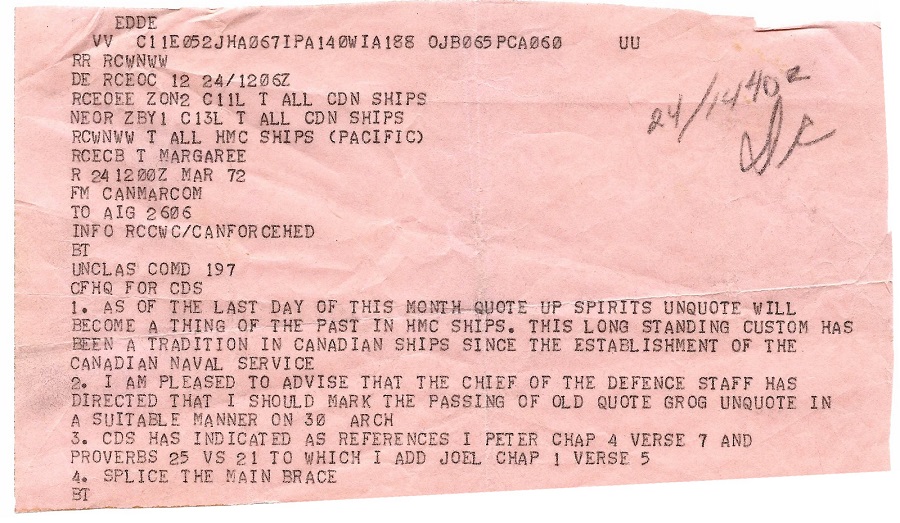 EDDE
VV C11E052JHA067IPA140WIA188 OJB065PCA060 UU
RR RCWNWW
DE RCEOC 12 24/1206Z
RCEOEE ZON2 C11L T ALL CDN SHIPS
NEOR ZBY1 C13L T ALL CDN SHIPS
RCWNWW T ALL HMC SHIPS (PACIFIC)
RCECB T MARGAREE
R 241200Z MAR 72
FM CANMARCOM
TO AIG 2606
INFO RCCWC/CANFORCEHED
BT
UNCLAS COMD 197
CFHQ FOR CDS
1. AS OF THE LAST DAY OF THIS MONTH QUOTE UP SPIRITS UNQUOTE WILL
BECOME A THING OF THE PAST IN HMC SHIPS. THIS LONG STANDING CUSTOM HAS
BEEN A TRADITION IN CANADIAN SHIPS SINCE THE ESTABLISHMENT OF THE
CANADIAN NAVAL SERVICE
2. I AM PLEASED TO ADVISE THAT THE CHIEF OF THE DEFENCE STAFF HAS
DIRECTED THAT I SHOULD MARK THE PASSING OF OLD QUOTE GROG UNQUOTE IN
A SUITABLE MANNER ON 30 ARCH
3. CDS HAS INDICATED AS REFERENCES I PETER CHAP 4 VERSE 7 AND
PROVERBS 25 VS 21 TO WHICH I ADD JOEL CHAP 1 VERSE 5
4. SPLICE THE MAIN BRACE
BT
24/1440z